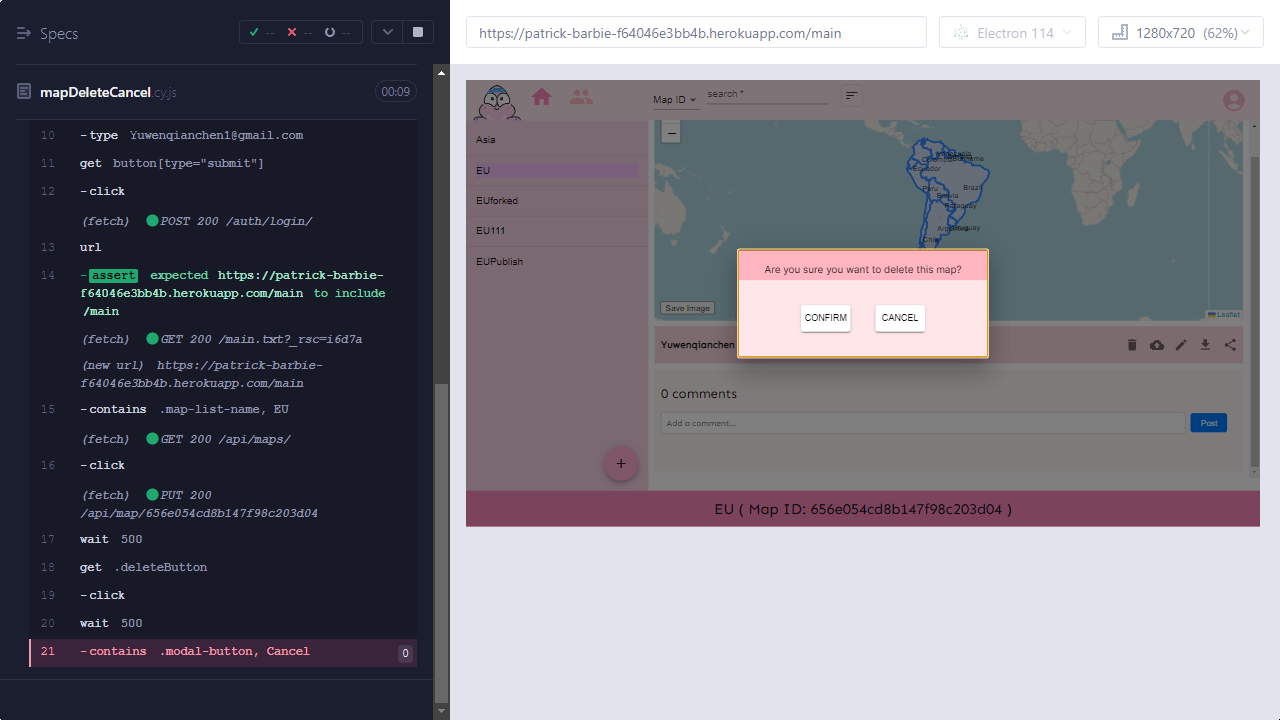 Specs
-- -- --
https://patrick-barbie-f64046e3bb4b.herokuapp.com/main
Electron 114
1280x720 (62%)
mapDeleteCancel.cy.js
00:09
10 -type Yuwenqianchen1@gmail.com
11 get button[type="submit"]
12 -click
(fetch) POST 200 /auth/login/
13 url
14 -assert expected https://patrick-barbie-
f64046e3bb4b.herokuapp.com/main to include
/main
(fetch) GET 200 /main.txt?_rsc=i6d7a
(new url) https://patrick-barbie-
f64046e3bb4b.herokuapp.com/main
15 -contains .map-list-name, EU
(fetch) GET 200 /api/maps/
16 -click
(fetch) PUT 200
/api/map/656e054cd8b147f98c203d04
17 wait 500
18 get .deleteButton
19 -click
20 wait 500
21 -contains .modal-button, Cancel 0
Map ID
search *
Asia
EU
EUforked
EU111
EUPublish
+
−
Ecuador
Peru
Brazil
Bolivia
Paraguay
Chile
Save Image
Leaflet
Are you sure you want to delete this map?
CONFIRM
CANCEL
Yuwenqianchen
0 comments
Add a comment...
Post
EU ( Map ID: 656e054cd8b147f98c203d04 )